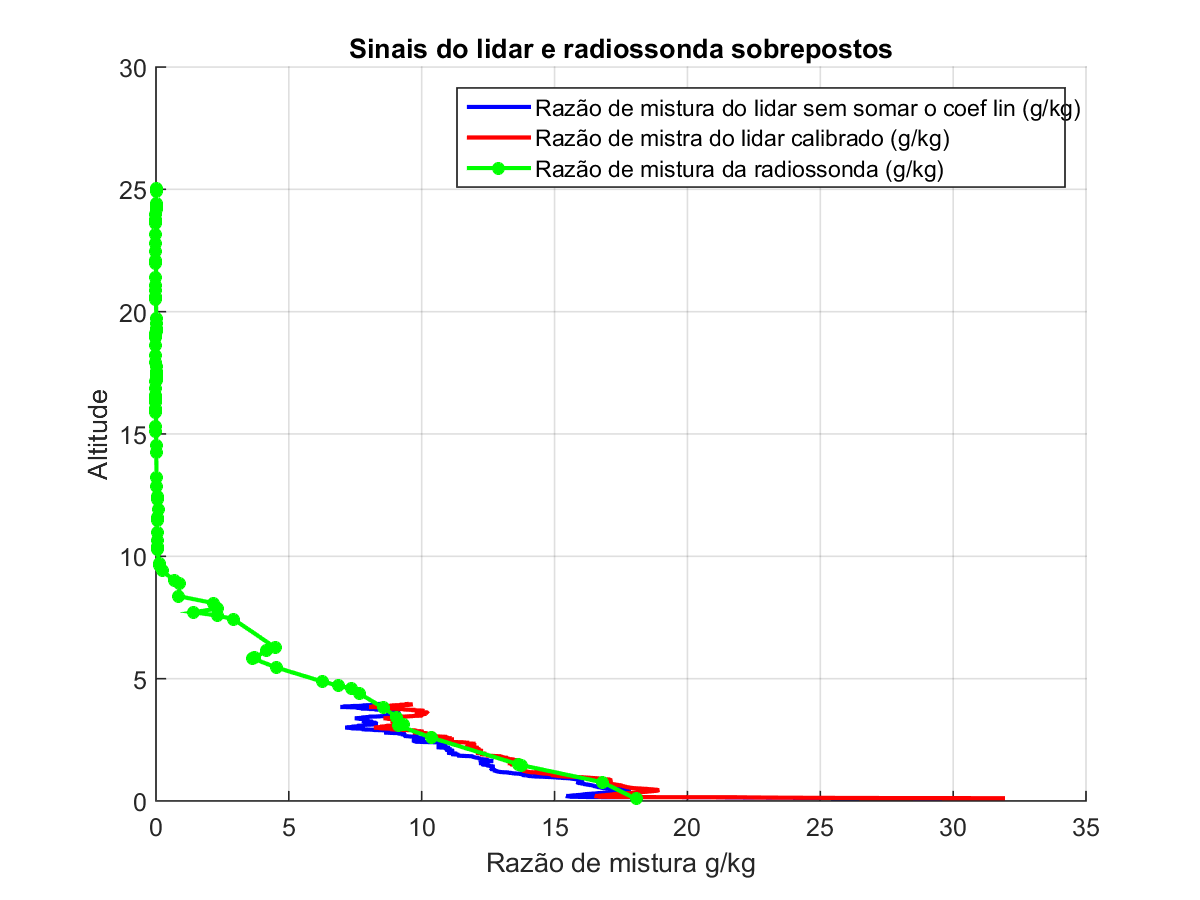 Sinais do lidar e radiossonda sobrepostos
30
Razão de mistura do lidar sem somar o coef lin (g/kg)
Razão de mistra do lidar calibrado (g/kg)
Razão de mistura da radiossonda (g/kg)
25
20
15
10
5
0
Altitude
0 5 10 15 20 25 30 35
Razão de mistura g/kg